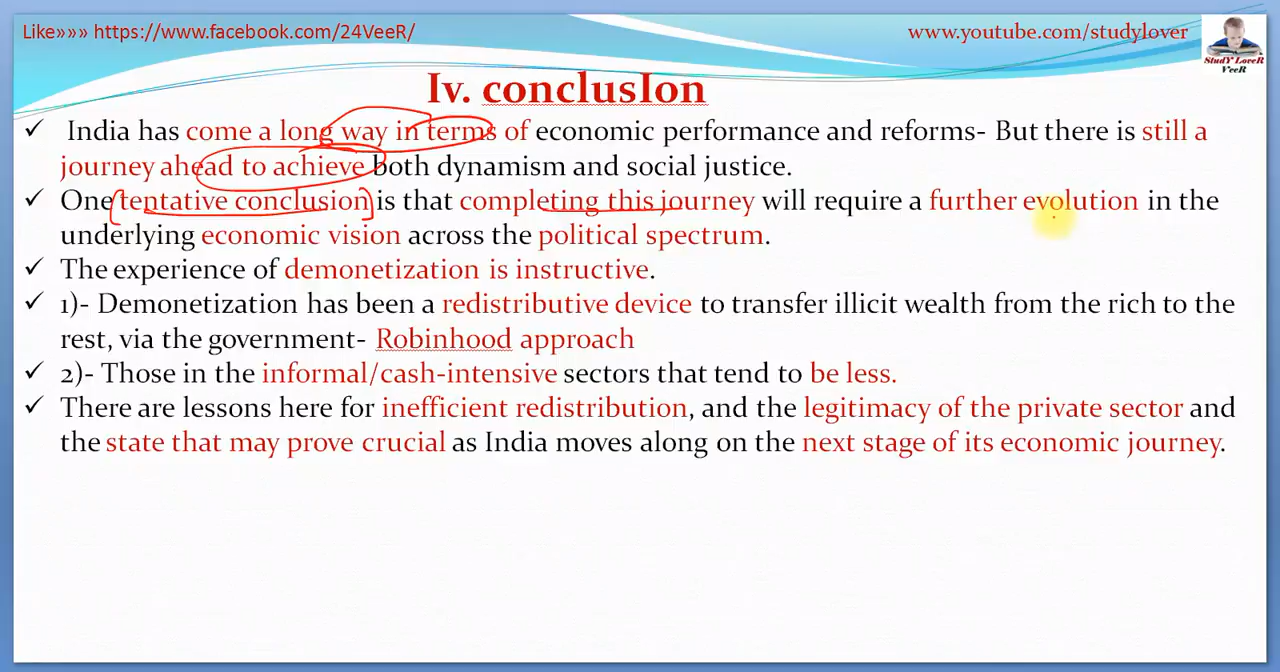 Like»»» https://www.facebook.com/24VeeR/
www.youtube.com/studylover
StudY LoveR
VeeR
Iv. conclusIon
✓ India has come a long way in terms of economic performance and reforms- But there is still a
journey ahead to achieve both dynamism and social justice.
✓ One tentative conclusion is that completing this journey will require a further evolution in the
underlying economic vision across the political spectrum.
✓ The experience of demonetization is instructive.
✓ 1)- Demonetization has been a redistributive device to transfer illicit wealth from the rich to the
rest, via the government- Robinhood approach
✓ 2)- Those in the informal/cash-intensive sectors that tend to be less.
✓ There are lessons here for inefficient redistribution, and the legitimacy of the private sector and
the state that may prove crucial as India moves along on the next stage of its economic journey.